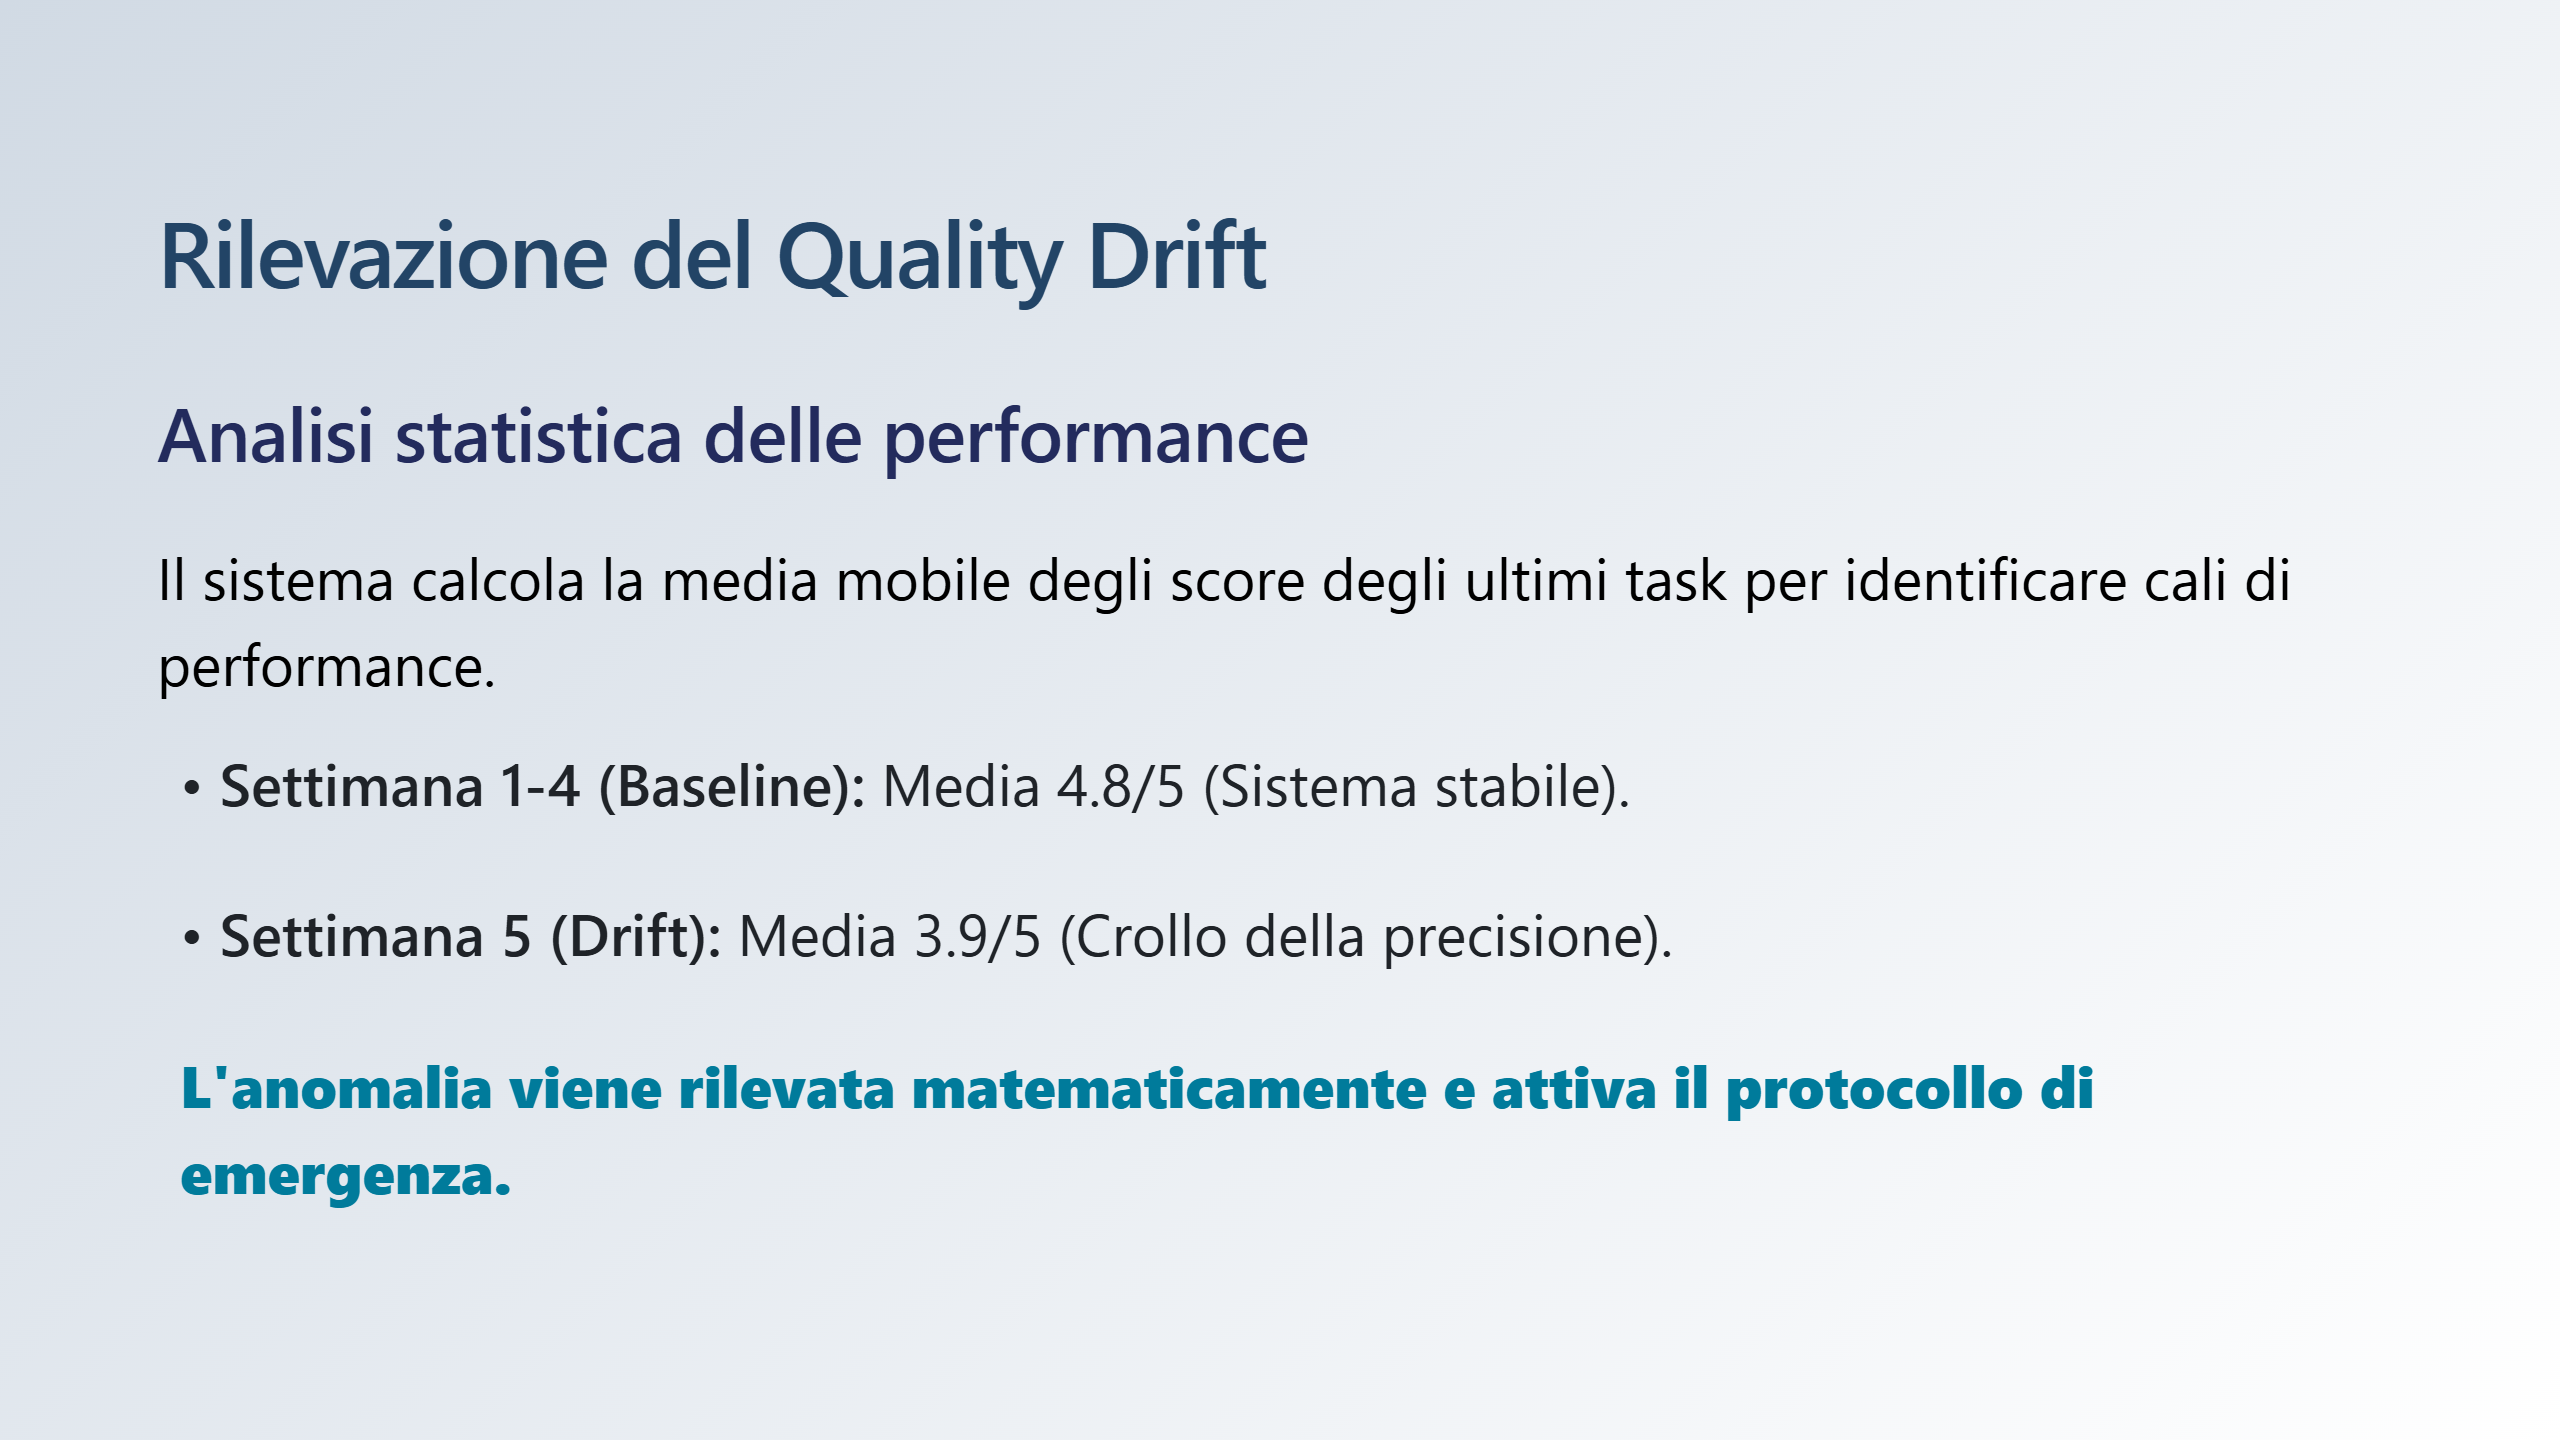 Rilevazione del Quality Drift
Analisi statistica delle performance
Il sistema calcola la media mobile degli score degli ultimi task per identificare cali di
performance.
• Settimana 1-4 (Baseline): Media 4.8/5 (Sistema stabile).
• Settimana 5 (Drift): Media 3.9/5 (Crollo della precisione).
L'anomalia viene rilevata matematicamente e attiva il protocollo di
emergenza.